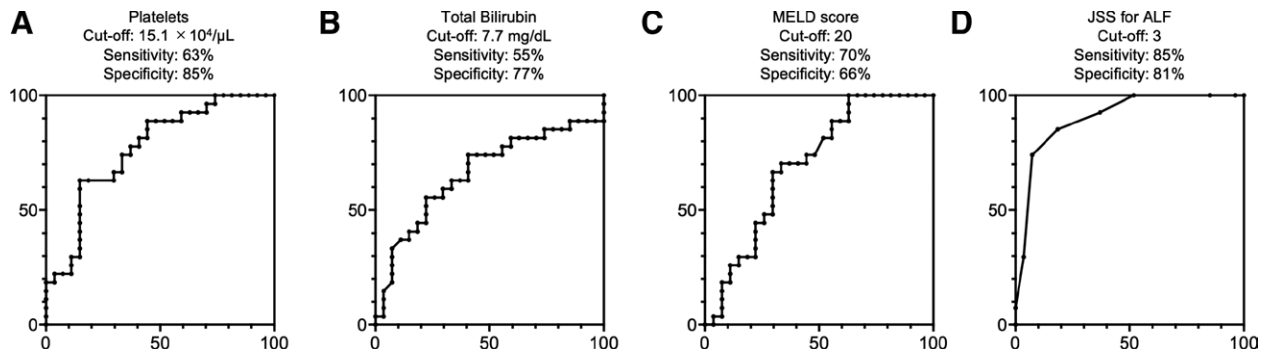 A
Platelets
Cut-off: 15.1 × 10⁴/μL
Sensitivity: 63%
Specificity: 85%
100
50
0
0
50
100
B
Total Bilirubin
Cut-off: 7.7 mg/dL
Sensitivity: 55%
Specificity: 77%
100
50
0
0
50
100
C
MELD score
Cut-off: 20
Sensitivity: 70%
Specificity: 66%
100
50
0
0
50
100
D
JSS for ALF
Cut-off: 3
Sensitivity: 85%
Specificity: 81%
100
50
0
0
50
100